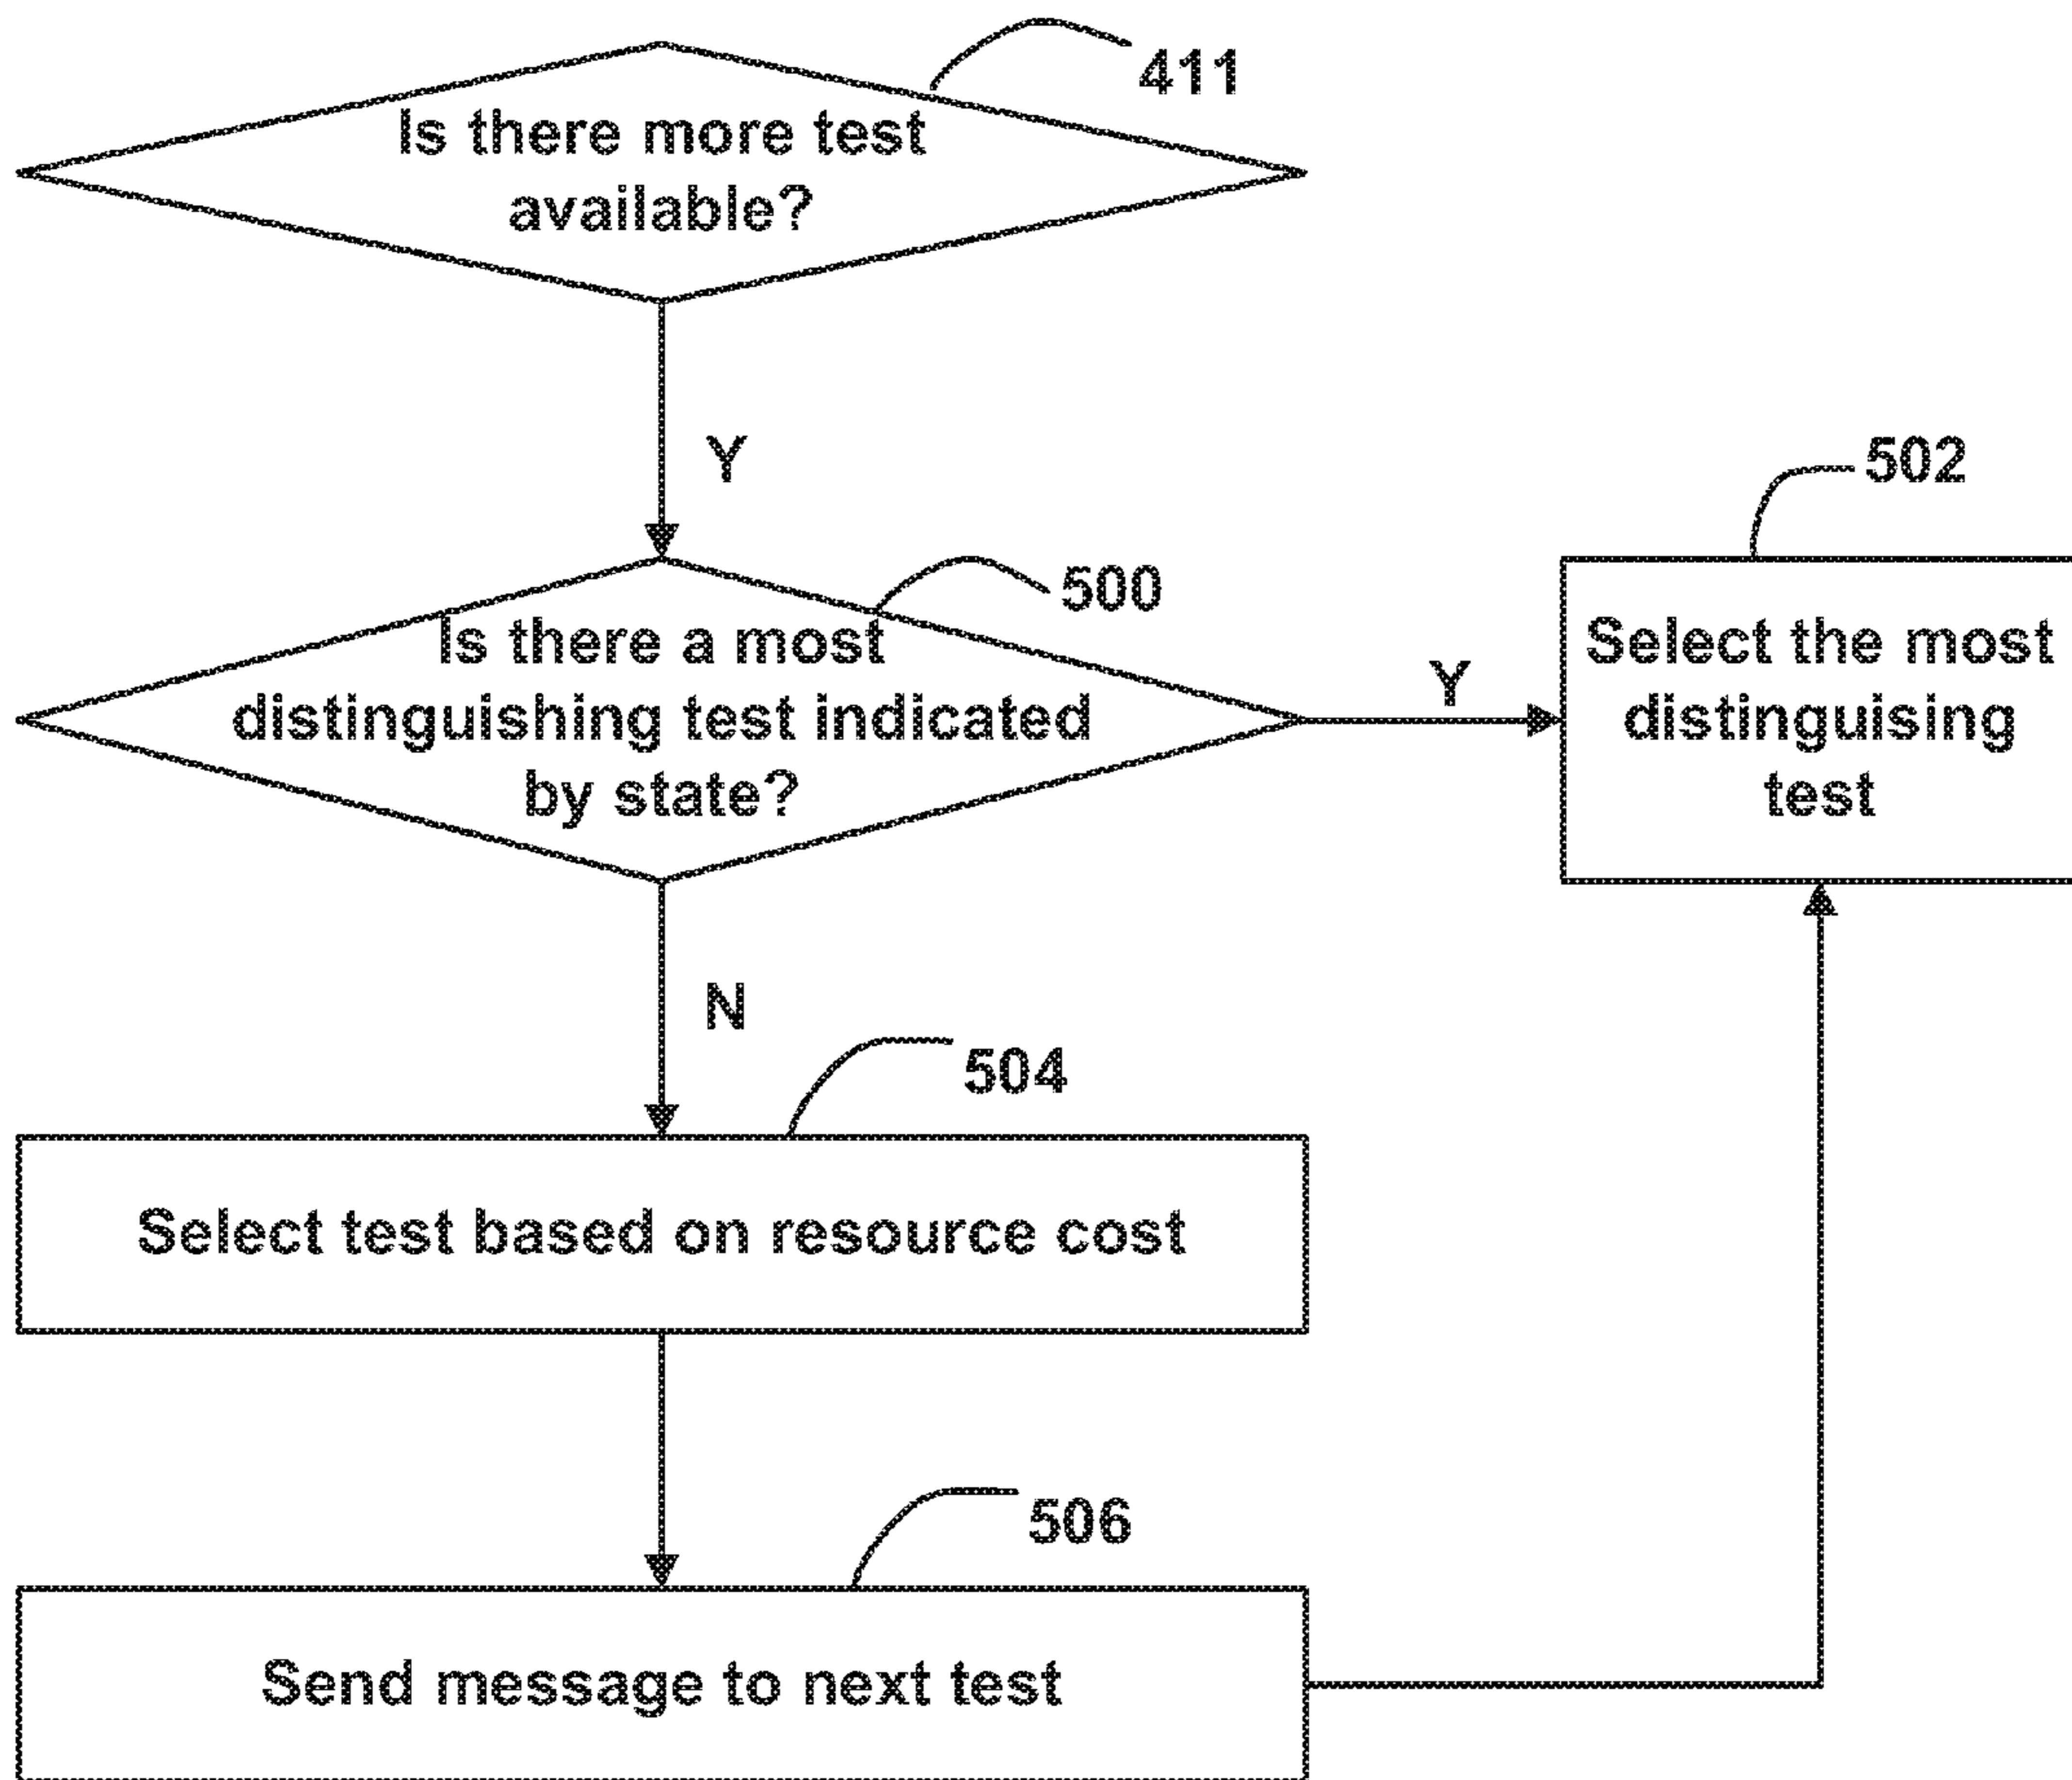 411
Is there more test
available?
Y
500
Is there a most
distinguishing test indicated
by state?
Y
502
Select the most
distinguising
test
N
504
Select test based on resource cost
506
Send message to next test